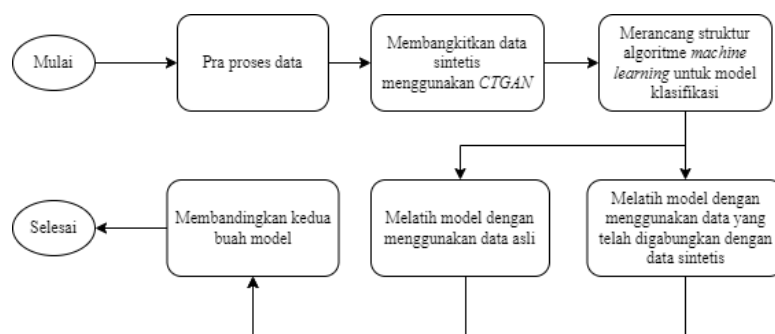 Mulai
Pra proses data
Membangkitkan data
sintetis
menggunakan CTGAN
Merancang struktur
algoritme machine
learning untuk model
klasifikasi
Selesai
Membandingkan kedua
buah model
Melatih model dengan
menggunakan data asli
Melatih model dengan
menggunakan data yang
telah digabungkan dengan
data sintetis